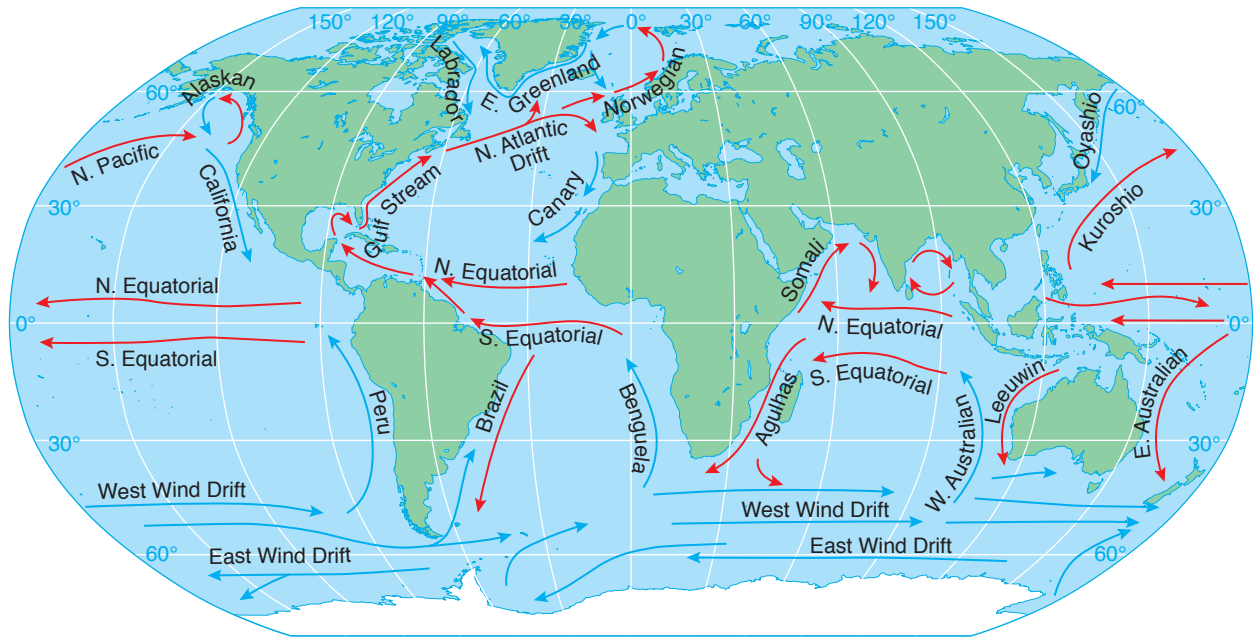 150° 120° 90° 60° 30° 0° 30° 60° 90° 120° 150°
Labrador
Alaskan
60°
E. Greenland
Norwegian
60°
Oyashio
N. Pacific
N. Atlantic
Drift
California
Gulf Stream
Canary
Kuroshio
30°
30°
Somali
N. Equatorial
N. Equatorial
0°
S. Equatorial
N. Equatorial
0°
S. Equatorial
S. Equatorial
Leeuwin
E. Australian
Peru
Brazil
Benguela
Agulhas
W. Australian
30°
30°
West Wind Drift
West Wind Drift
East Wind Drift
East Wind Drift
60°
60°